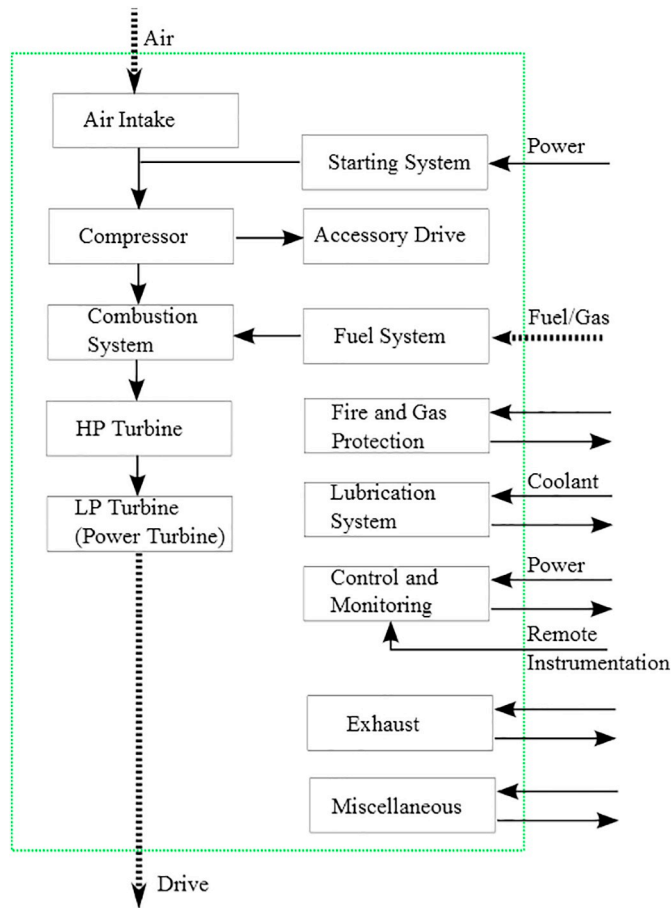 Air
Air Intake
Starting System
Power
Compressor
Accessory Drive
Combustion
System
Fuel System
Fuel/Gas
HP Turbine
Fire and Gas
Protection
LP Turbine
(Power Turbine)
Lubrication
System
Coolant
Control and
Monitoring
Power
Remote
Instrumentation
Exhaust
Miscellaneous
Drive